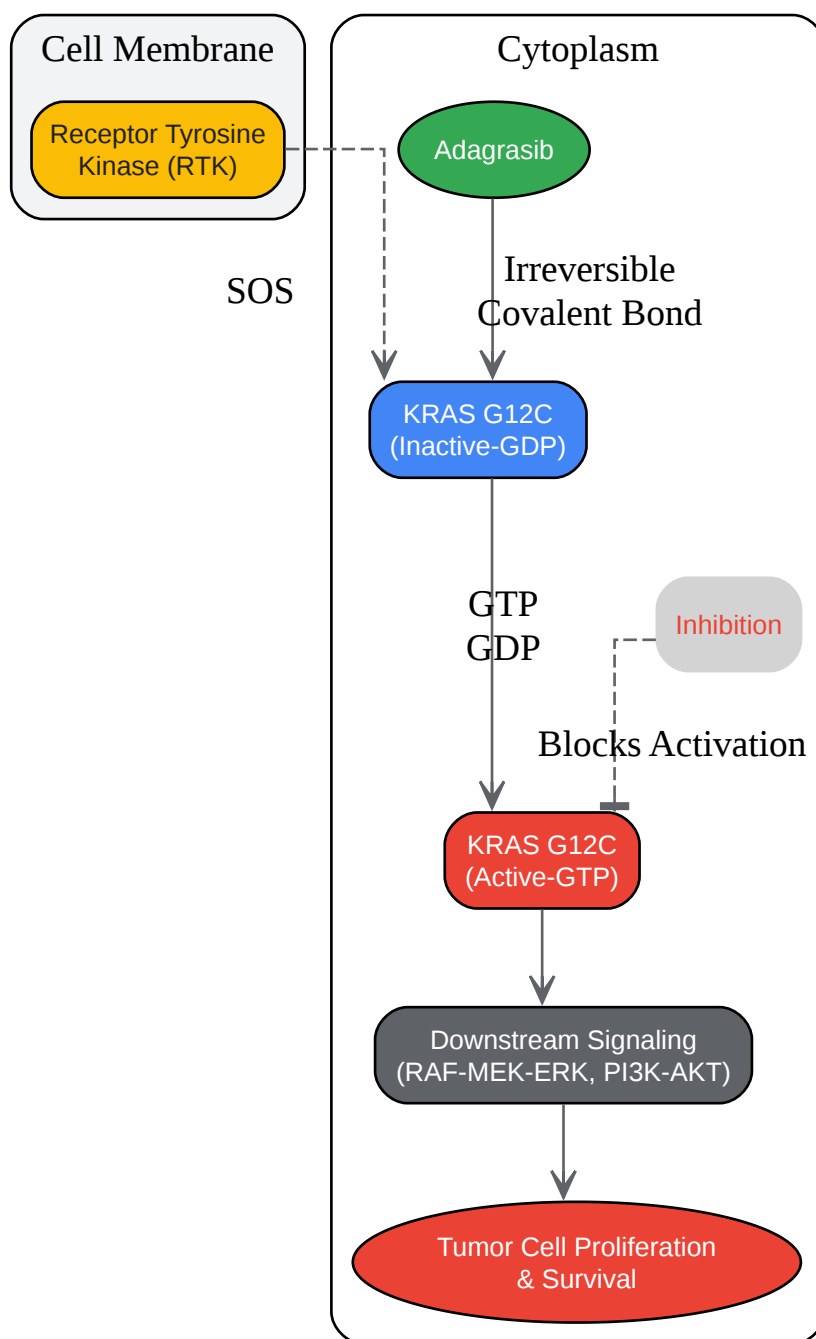 Cell Membrane
Cytoplasm
Receptor Tyrosine
Kinase (RTK)
Adagrasib
SOS
Irreversible
Covalent Bond
KRAS G12C
(Inactive-GDP)
GTP
GDP
Inhibition
Blocks Activation
KRAS G12C
(Active-GTP)
Downstream Signaling
(RAF-MEK-ERK, PI3K-AKT)
Tumor Cell Proliferation
& Survival